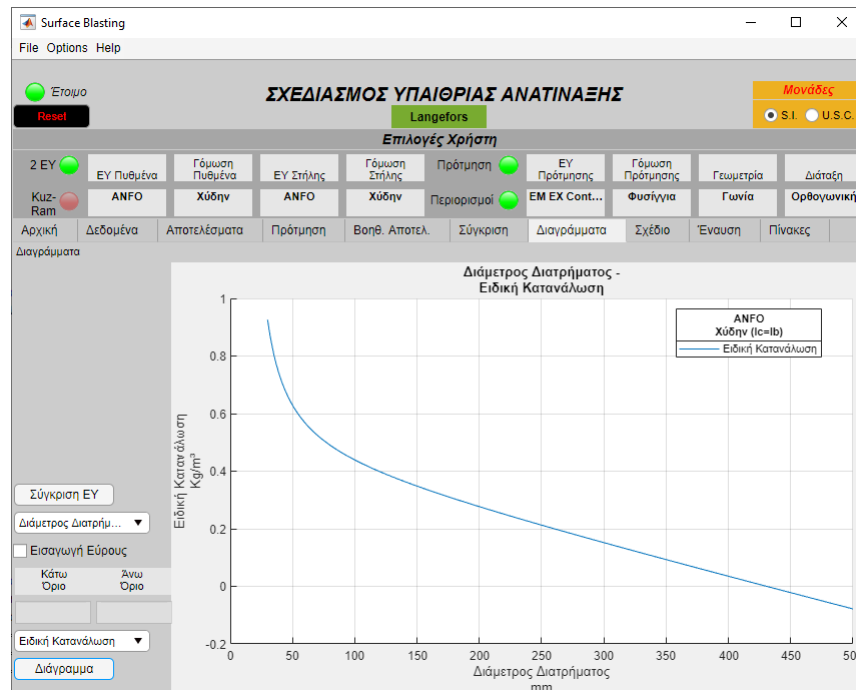 Surface Blasting
File Options Help
Έτοιμο
ΣΧΕΔΙΑΣΜΟΣ ΥΠΑΙΘΡΙΑΣ ΑΝΑΤΙΝΑΞΗΣ
Μονάδες
Reset
Langefors
S.I. U.S.C.
Επιλογές Χρήστη
2 ΕΥ
ΕΥ Πυθμένα
Γόμωση
Πυθμένα
ΕΥ Στήλης
Γόμωση
Στήλης
Πρότμηση
ΕΥ
Πρότμησης
Γόμωση
Πρότμησης
Γεωμετρία
Διάταξη
Kuz-
Ram
ANFO
Χύδην
ANFO
Χύδην
Περιορισμοί
EM EX Cont...
Φυσίγγια
Γωνία
Ορθογωνική
Αρχική Δεδομένα Αποτελέσματα Πρότμηση Βοηθ. Αποτελ. Σύγκριση Διαγράμματα Σχέδιο Έναυση Πίνακες
Διαγράμματα
Διάμετρος Διατρήματος -
Ειδική Κατανάλωση
ANFO
Χύδην (lc=lb)
Ειδική Κατανάλωση
1
0.8
0.6
0.4
0.2
0
-0.2
Ειδική Κατανάλωση
Kg/m³
0 50 100 150 200 250 300 350 400 450 500
Διάμετρος Διατρήματος
mm
Σύγκριση ΕΥ
Διάμετρος Διατρήμ...
Εισαγωγή Εύρους
Κάτω
Όριο
Άνω
Όριο
Ειδική Κατανάλωση
Διάγραμμα